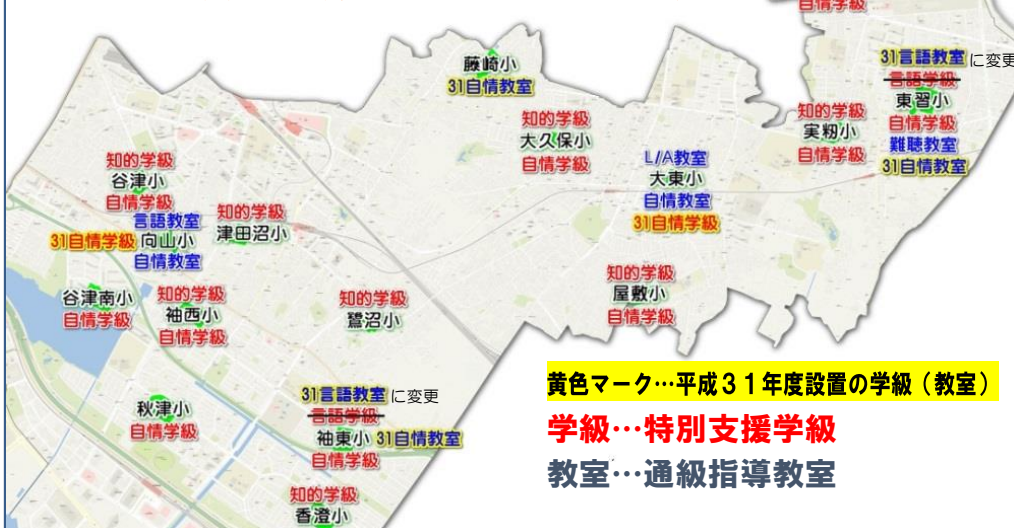 自情学級
藤崎小
31自情教室
知的学級
大久保小
自情学級
L/A教室
大東小
自情教室
31自情学級
知的学級
実籾小
自情学級
31言語教室に変更
言語学級
東習小
自情学級
難聴教室
31自情教室
知的学級
谷津小
自情学級
言語教室
31自情学級 向山小
自情教室
知的学級
津田沼小
谷津南小
自情学級
知的学級
袖西小
自情学級
知的学級
鷺沼小
知的学級
屋敷小
自情学級
秋津小
自情学級
31言語教室に変更
言語学級
袖東小 31自情教室
自情学級
知的学級
香澄小
黄色マーク…平成31年度設置の学級（教室）
学級…特別支援学級
教室…通級指導教室